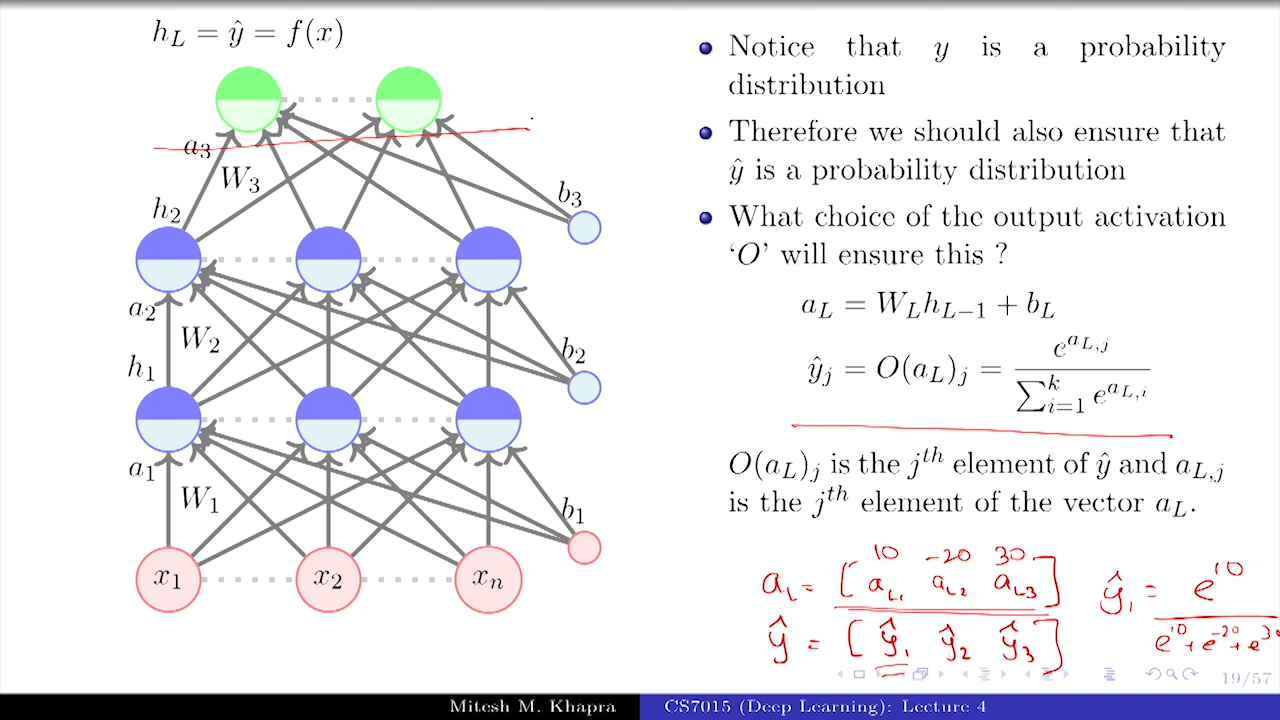 h_L = ŷ = f(x)
a_3
W_3
h_2
b_3
a_2
W_2
h_1
b_2
a_1
W_1
b_1
x_1 x_2 x_n
Notice that y is a probability
distribution
Therefore we should also ensure that
ŷ is a probability distribution
What choice of the output activation
‘O’ will ensure this ?
a_L = W_L h_{L−1} + b_L
ŷ_j = O(a_L)_j = e^{a_{L,j}} / ∑_{i=1}^{k} e^{a_{L,i}}
O(a_L)_j is the j^{th} element of ŷ and a_{L,j}
is the j^{th} element of the vector a_L.
10 -20 30
a_L = [ a_{L1} a_{L2} a_{L3} ]
ŷ = [ ŷ_1 ŷ_2 ŷ_3 ]
ŷ_1 = e^{10} / e^{10} + e^{-20} + e^{30}
19/57
Mitesh M. Khapra CS7015 (Deep Learning): Lecture 4